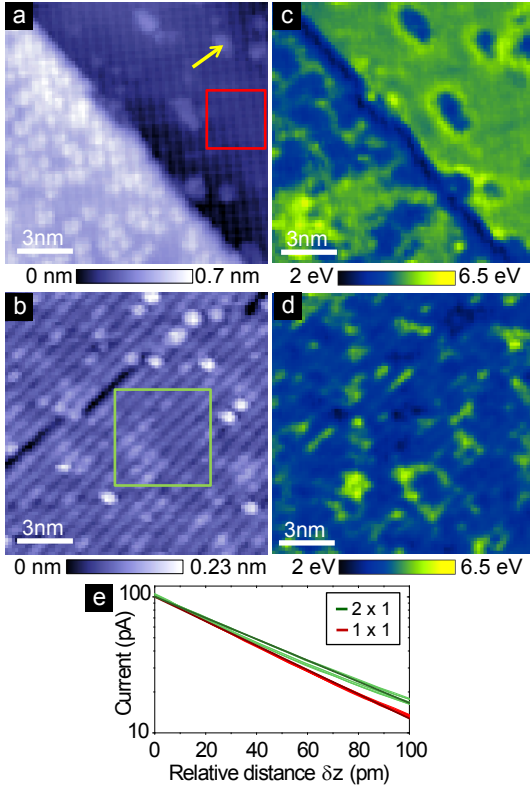 a
3nm
0 nm 0.7 nm
c
3nm
2 eV 6.5 eV
b
3nm
0 nm 0.23 nm
d
3nm
2 eV 6.5 eV
e
100
10
Current (pA)
2 x 1
1 x 1
0 20 40 60 80 100
Relative distance δz (pm)